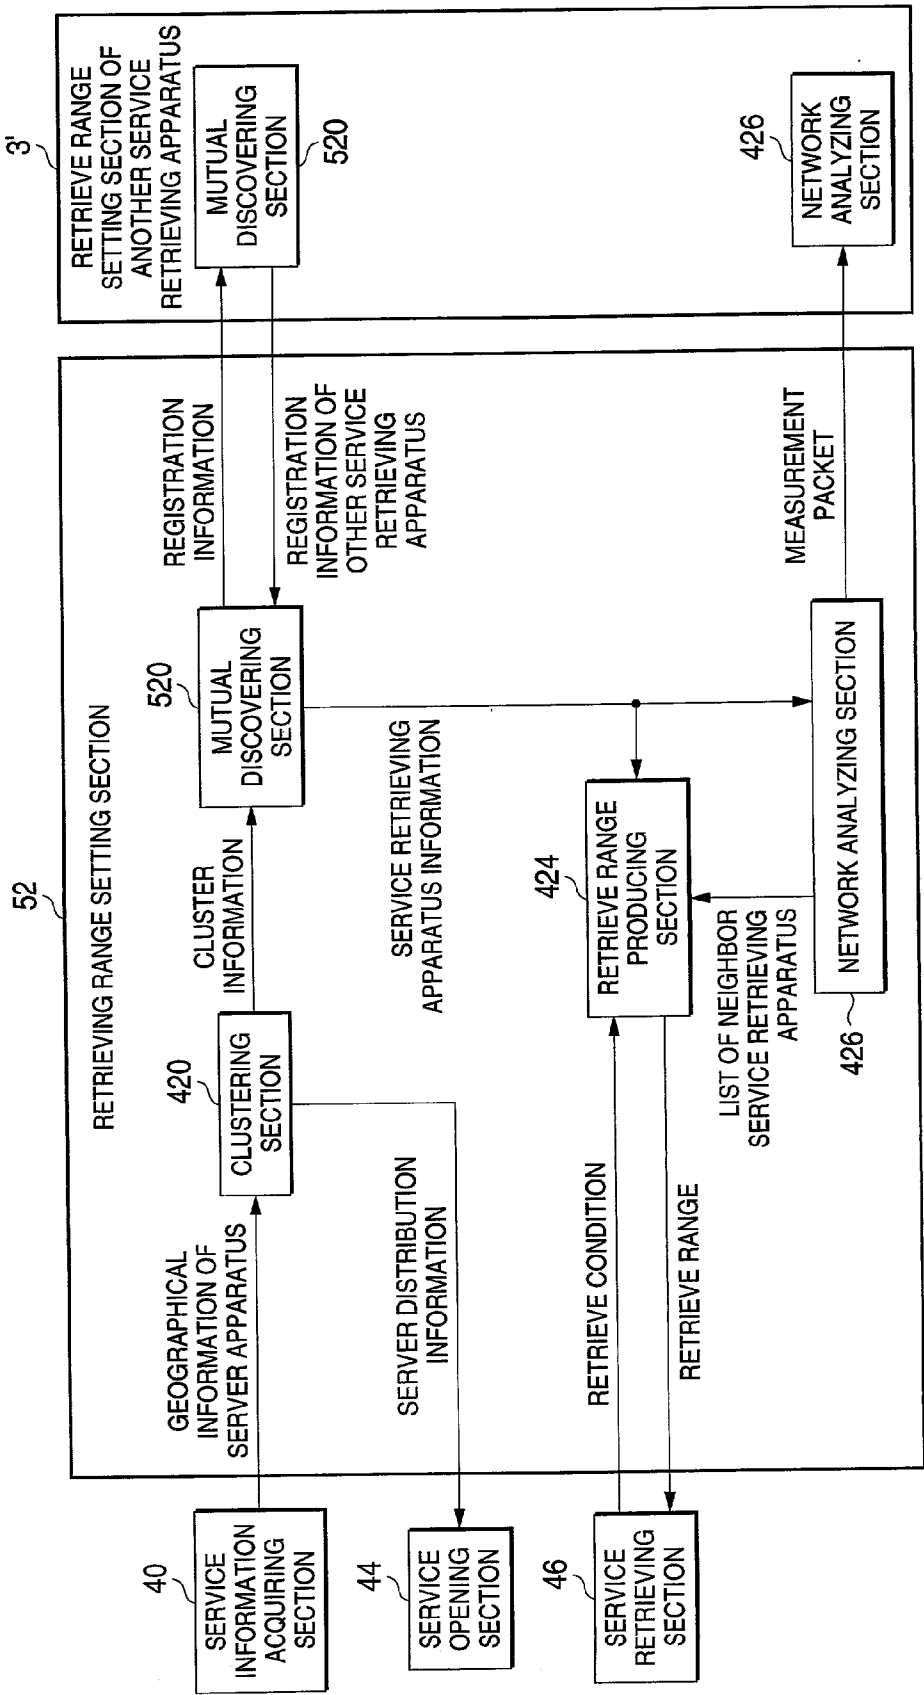 52
RETRIEVING RANGE SETTING SECTION
3'
RETRIEVE RANGE
SETTING SECTION OF
ANOTHER SERVICE
RETRIEVING APPARATUS
40
SERVICE
INFORMATION
ACQUIRING
SECTION
GEOGRAPHICAL
INFORMATION OF
SERVER APPARATUS
420
CLUSTERING
SECTION
CLUSTER
INFORMATION
520
MUTUAL
DISCOVERING
SECTION
REGISTRATION
INFORMATION
REGISTRATION
INFORMATION OF
OTHER SERVICE
RETRIEVING
APPARATUS
MUTUAL
DISCOVERING
SECTION
520
44
SERVICE
OPENING
SECTION
SERVER DISTRIBUTION
INFORMATION
SERVICE RETRIEVING
APPARATUS INFORMATION
46
SERVICE
RETRIEVING
SECTION
RETRIEVE CONDITION
RETRIEVE RANGE
424
RETRIEVE RANGE
PRODUCING
SECTION
LIST OF NEIGHBOR
SERVICE RETRIEVING
APPARATUS
426
NETWORK ANALYZING SECTION
MEASUREMENT
PACKET
426
NETWORK
ANALYZING
SECTION